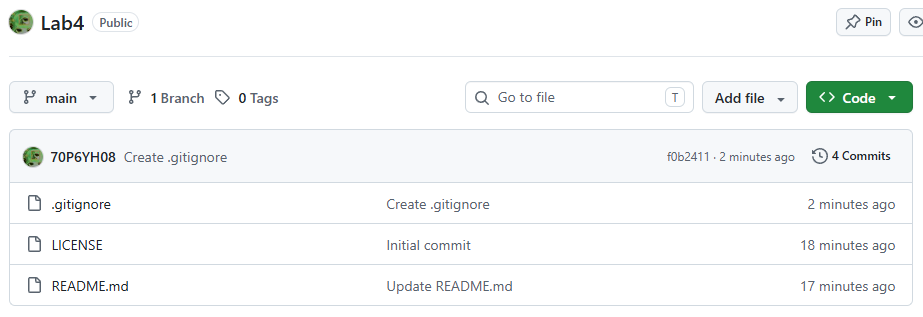 Lab4 Public Pin
main 1 Branch 0 Tags Go to file T Add file Code
70P6YH08 Create .gitignore f0b2411 · 2 minutes ago 4 Commits
.gitignore Create .gitignore 2 minutes ago
LICENSE Initial commit 18 minutes ago
README.md Update README.md 17 minutes ago